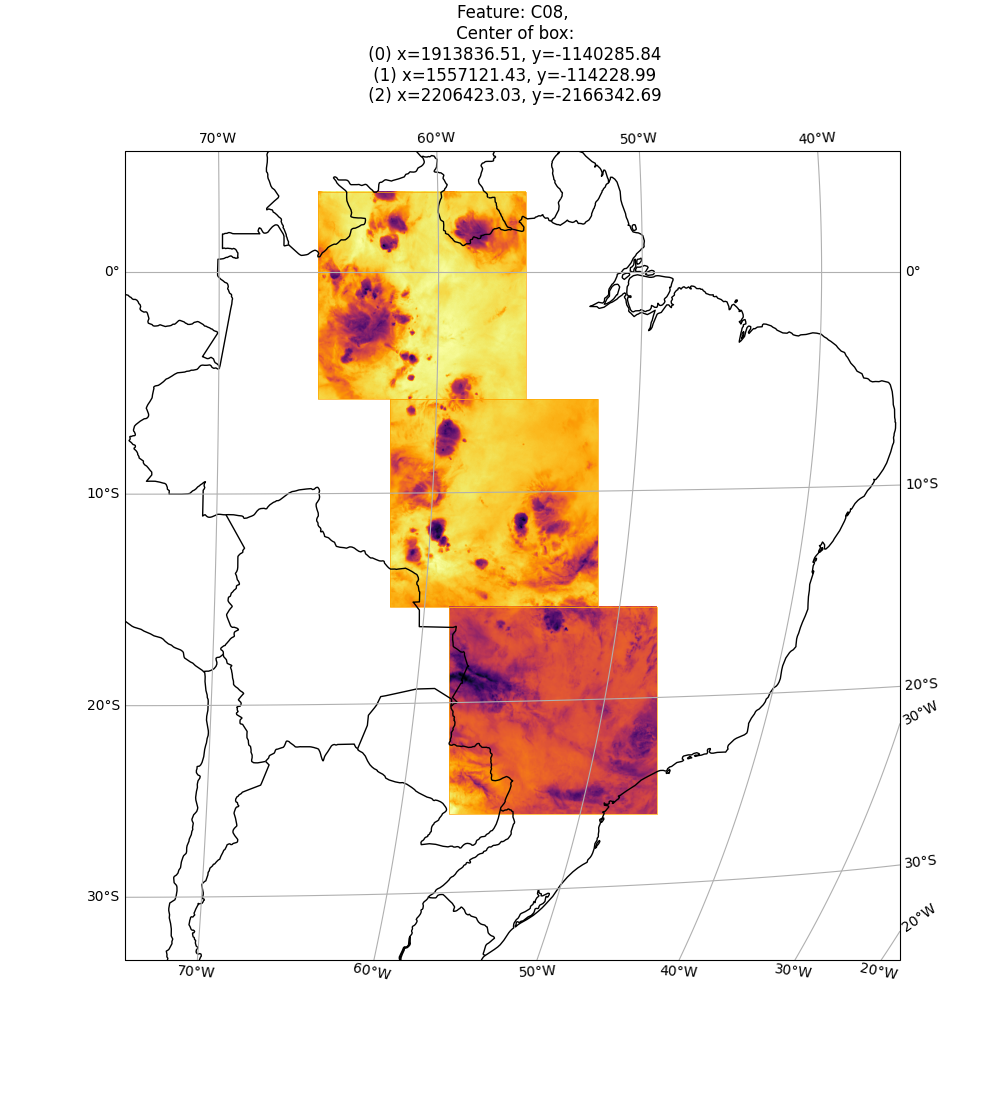 Feature: C08,
Center of box:
(0) x=1913836.51, y=-1140285.84
(1) x=1557121.43, y=-114228.99
(2) x=2206423.03, y=-2166342.69
70°W 60°W 50°W 40°W
0° 0°
10°S 10°S
20°S 20°S
30°W
30°S 30°S
20°W
70°W 60°W 50°W 40°W 30°W 20°W